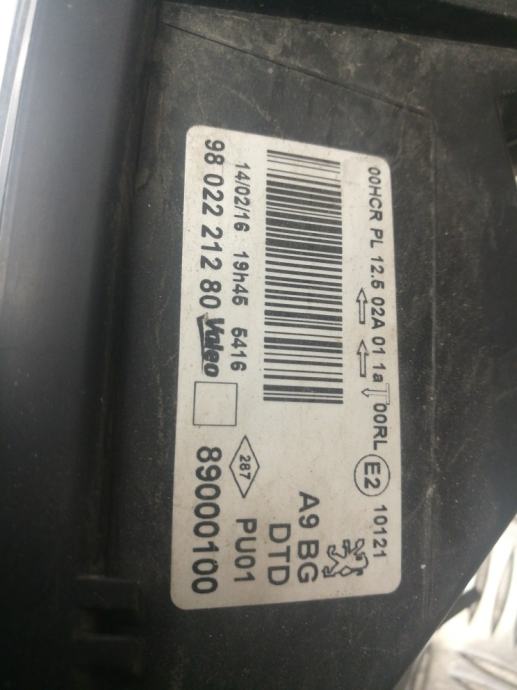 00HCR PL 12.5 02A 01 1a 00RL E2 10121
A9 BG
DTD
14/02/16 19h45 5416
287
PU01
98 022 212 80 Valeo 89000100